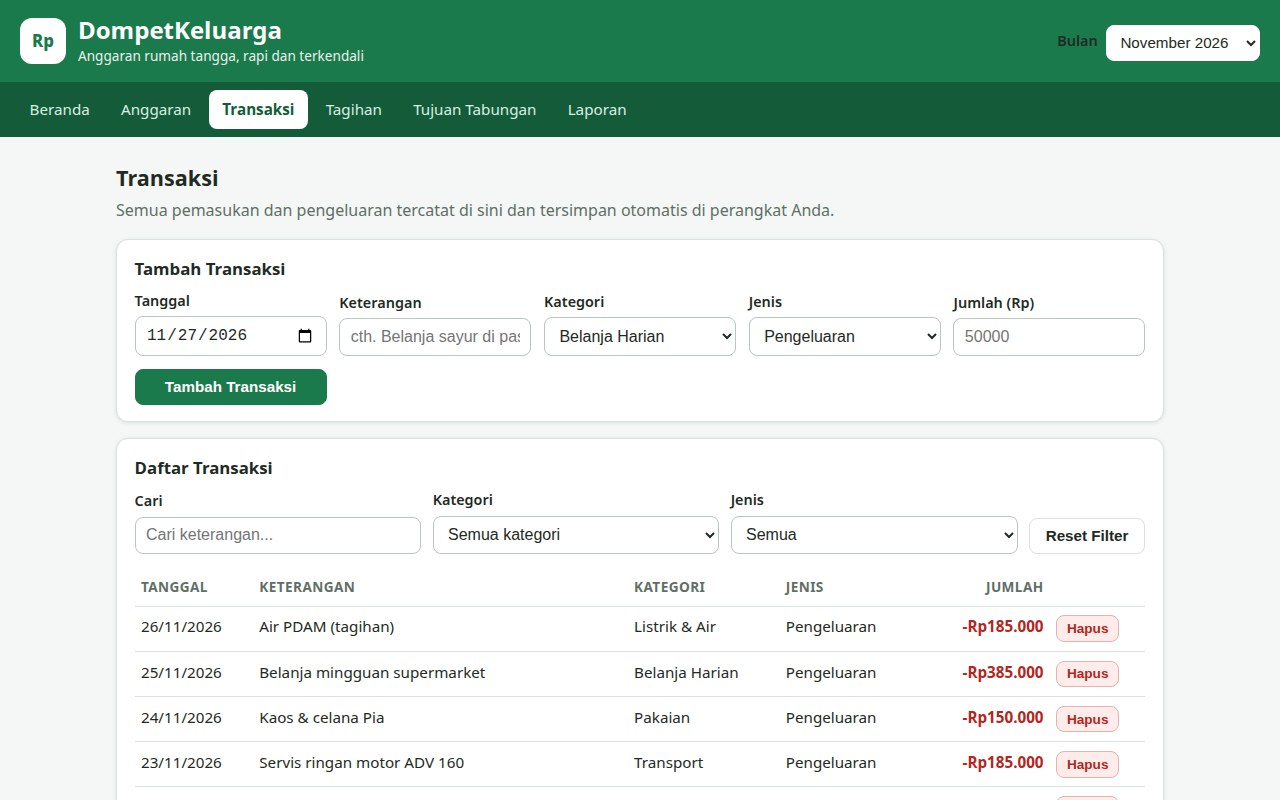 Rp
DompetKeluarga
Anggaran rumah tangga, rapi dan terkendali
Bulan
November 2026
Beranda
Anggaran
Transaksi
Tagihan
Tujuan Tabungan
Laporan
Transaksi
Semua pemasukan dan pengeluaran tercatat di sini dan tersimpan otomatis di perangkat Anda.
Tambah Transaksi
Tanggal
Keterangan
Kategori
Jenis
Jumlah (Rp)
11/27/2026
cth. Belanja sayur di pas
Belanja Harian
Pengeluaran
50000
Tambah Transaksi
Daftar Transaksi
Cari
Kategori
Jenis
Cari keterangan...
Semua kategori
Semua
Reset Filter
TANGGAL KETERANGAN KATEGORI JENIS JUMLAH
26/11/2026 Air PDAM (tagihan) Listrik & Air Pengeluaran -Rp185.000 Hapus
25/11/2026 Belanja mingguan supermarket Belanja Harian Pengeluaran -Rp385.000 Hapus
24/11/2026 Kaos & celana Pia Pakaian Pengeluaran -Rp150.000 Hapus
23/11/2026 Servis ringan motor ADV 160 Transport Pengeluaran -Rp185.000 Hapus